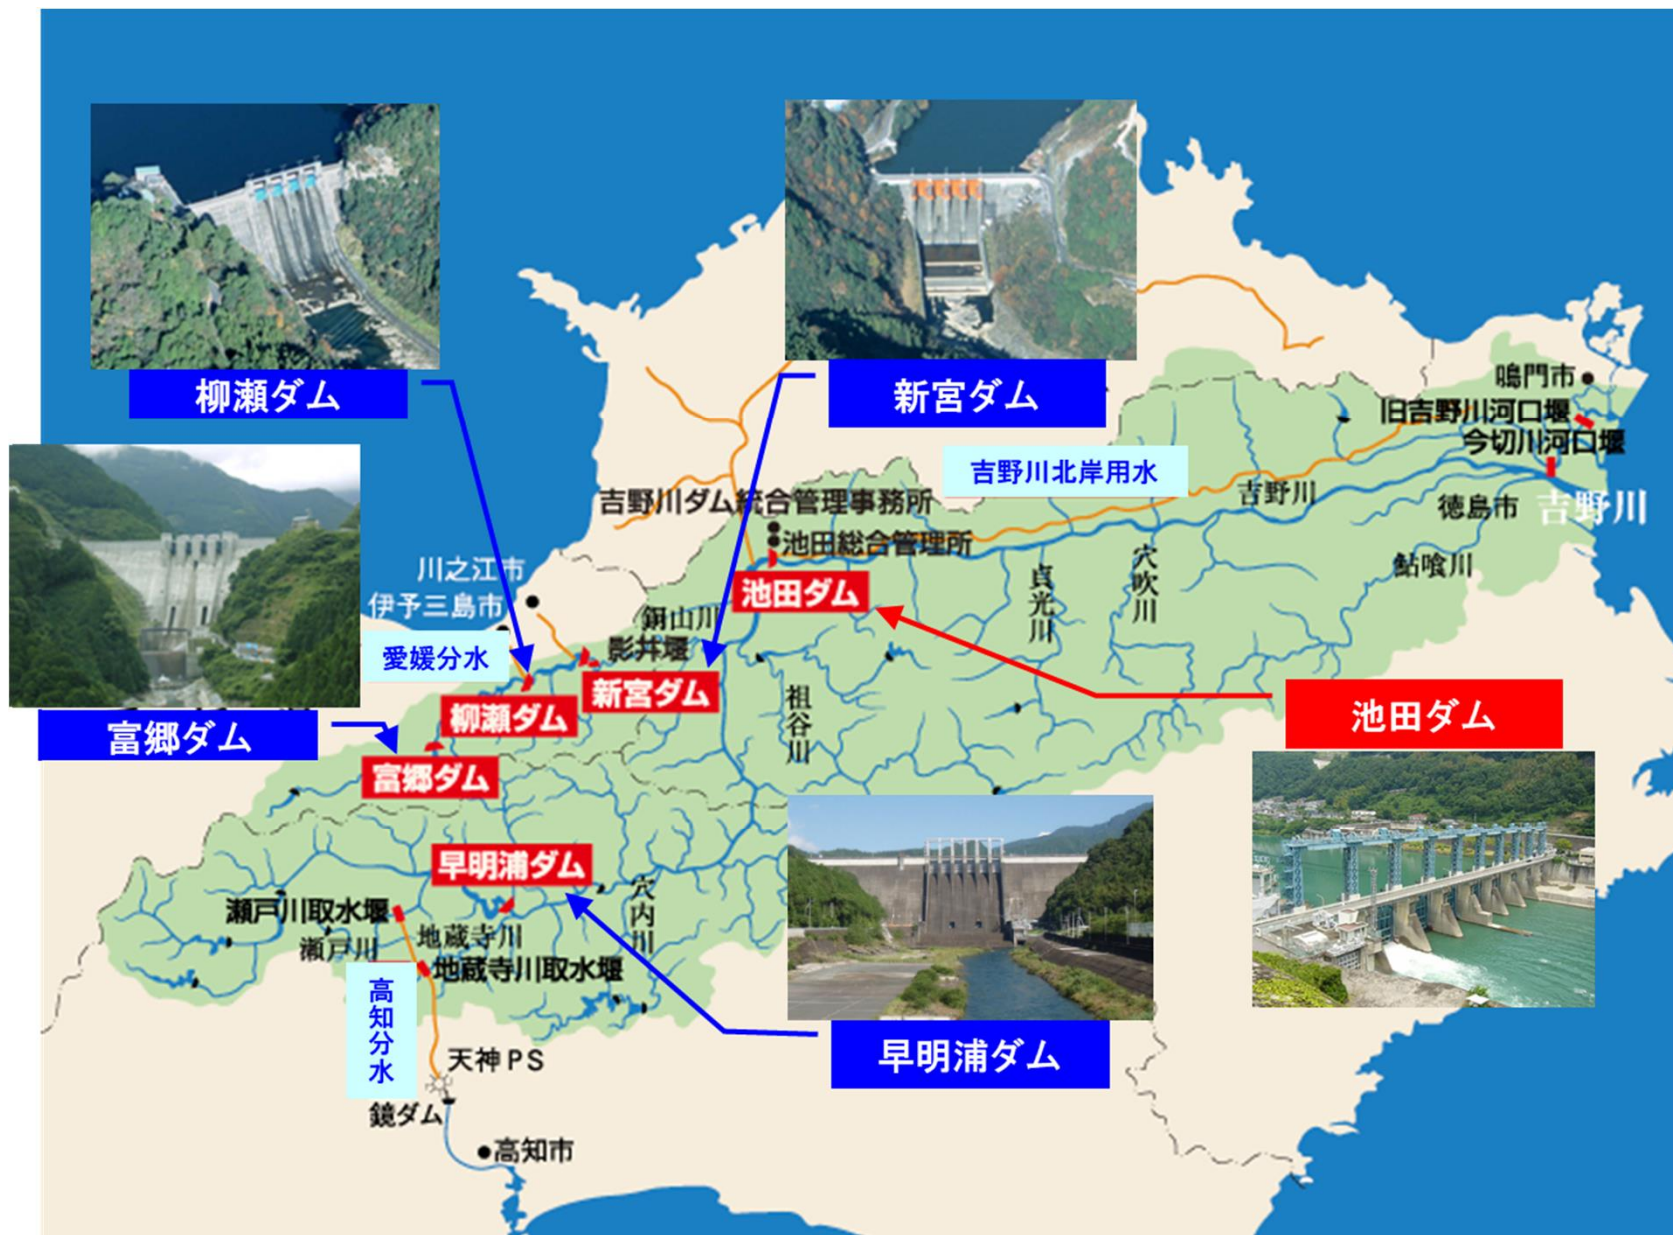 柳瀬ダム
新宮ダム
鳴門市
旧吉野川河口堰
今切川河口堰
吉野川北岸用水
吉野川
徳島市
吉野川
吉野川ダム統合管理事務所
池田総合管理所
鮎喰川
穴吹川
貞光川
川之江市
伊予三島市
池田ダム
銅山川
影井堰
愛媛分水
新宮ダム
柳瀬ダム
祖谷川
池田ダム
富郷ダム
富郷ダム
早明浦ダム
穴内川
瀬戸川取水堰
瀬戸川
地蔵寺川
地蔵寺川取水堰
高知分水
早明浦ダム
天神PS
鏡ダム
高知市